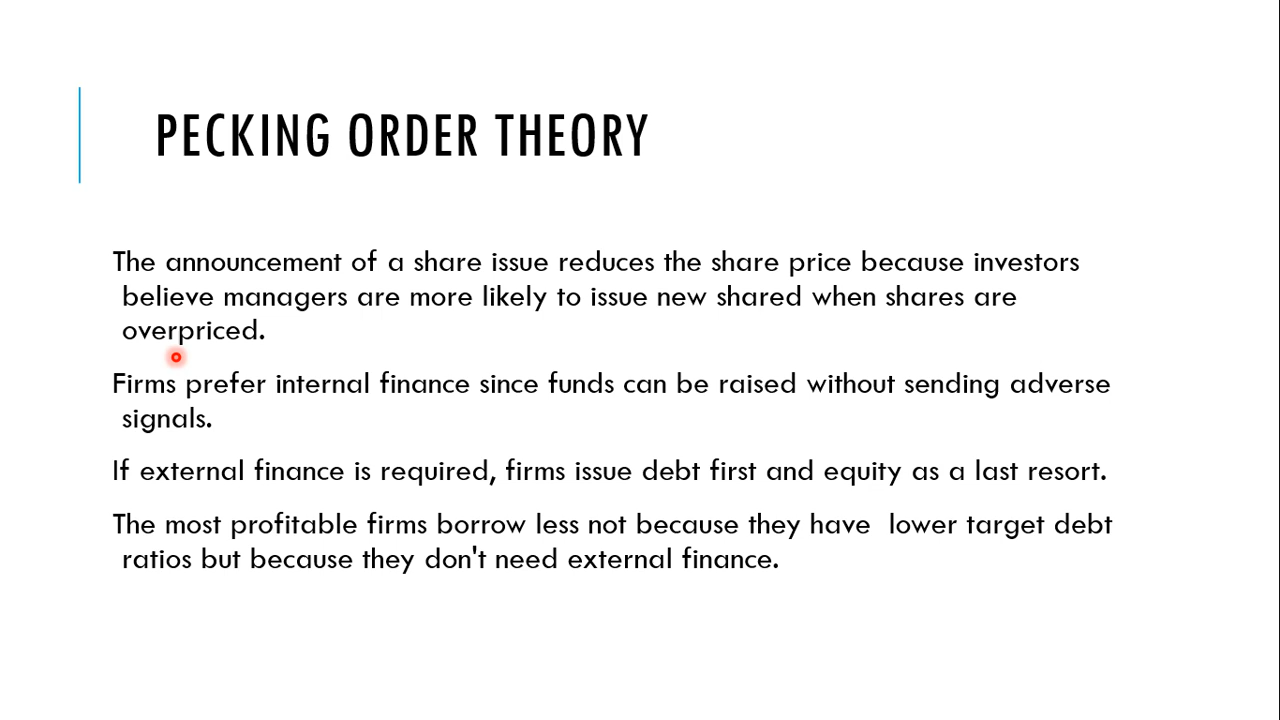 PECKING ORDER THEORY
The announcement of a share issue reduces the share price because investors
believe managers are more likely to issue new shared when shares are
overpriced.
Firms prefer internal finance since funds can be raised without sending adverse
signals.
If external finance is required, firms issue debt first and equity as a last resort.
The most profitable firms borrow less not because they have  lower target debt
ratios but because they don't need external finance.